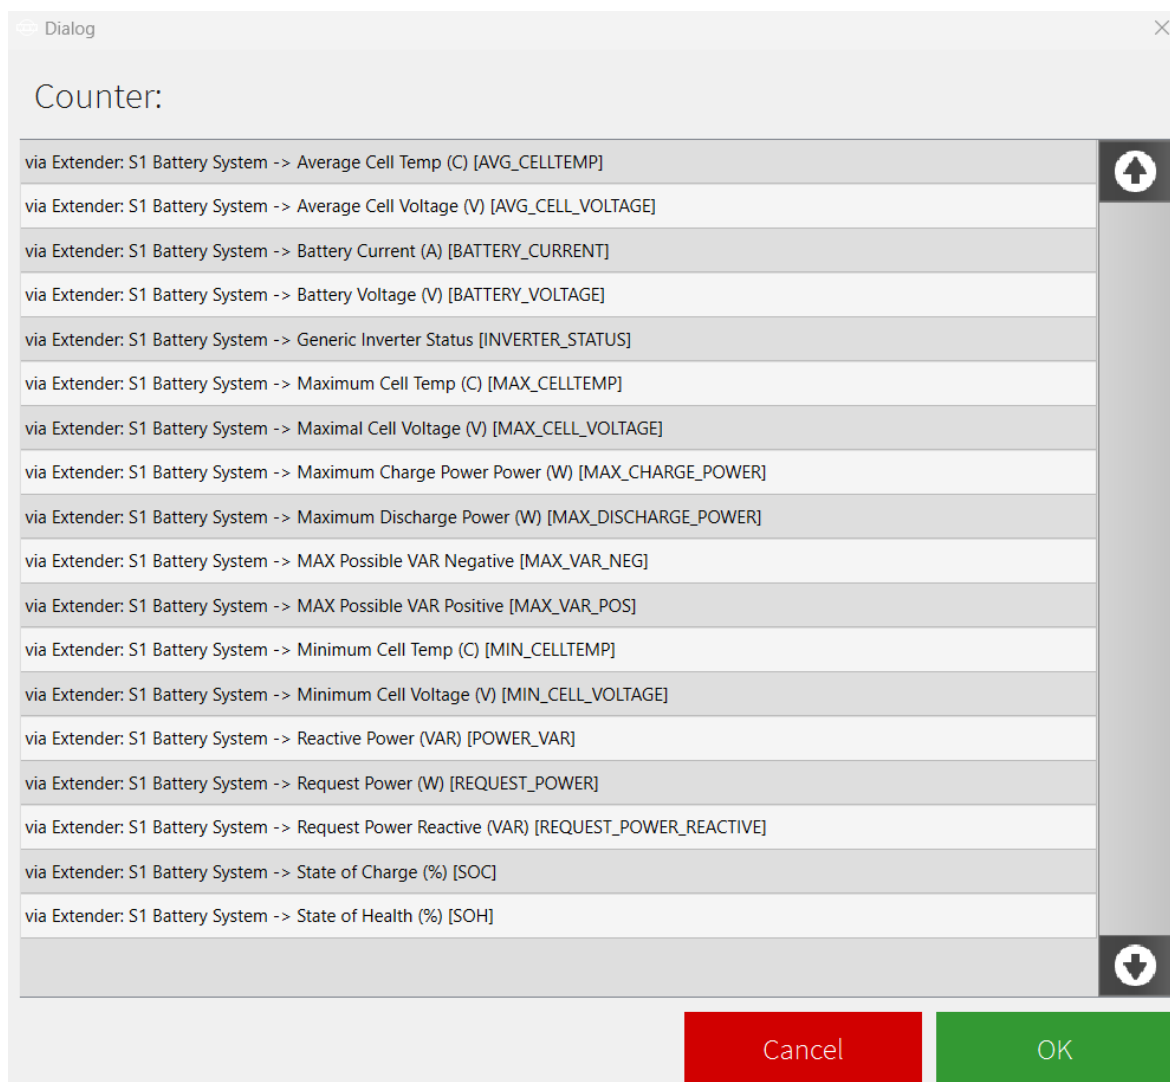 Dialog
Counter:
via Extender: S1 Battery System -> Average Cell Temp (C) [AVG_CELLTEMP]
via Extender: S1 Battery System -> Average Cell Voltage (V) [AVG_CELL_VOLTAGE]
via Extender: S1 Battery System -> Battery Current (A) [BATTERY_CURRENT]
via Extender: S1 Battery System -> Battery Voltage (V) [BATTERY_VOLTAGE]
via Extender: S1 Battery System -> Generic Inverter Status [INVERTER_STATUS]
via Extender: S1 Battery System -> Maximum Cell Temp (C) [MAX_CELLTEMP]
via Extender: S1 Battery System -> Maximal Cell Voltage (V) [MAX_CELL_VOLTAGE]
via Extender: S1 Battery System -> Maximum Charge Power Power (W) [MAX_CHARGE_POWER]
via Extender: S1 Battery System -> Maximum Discharge Power (W) [MAX_DISCHARGE_POWER]
via Extender: S1 Battery System -> MAX Possible VAR Negative [MAX_VAR_NEG]
via Extender: S1 Battery System -> MAX Possible VAR Positive [MAX_VAR_POS]
via Extender: S1 Battery System -> Minimum Cell Temp (C) [MIN_CELLTEMP]
via Extender: S1 Battery System -> Minimum Cell Voltage (V) [MIN_CELL_VOLTAGE]
via Extender: S1 Battery System -> Reactive Power (VAR) [POWER_VAR]
via Extender: S1 Battery System -> Request Power (W) [REQUEST_POWER]
via Extender: S1 Battery System -> Request Power Reactive (VAR) [REQUEST_POWER_REACTIVE]
via Extender: S1 Battery System -> State of Charge (%) [SOC]
via Extender: S1 Battery System -> State of Health (%) [SOH]
Cancel
OK